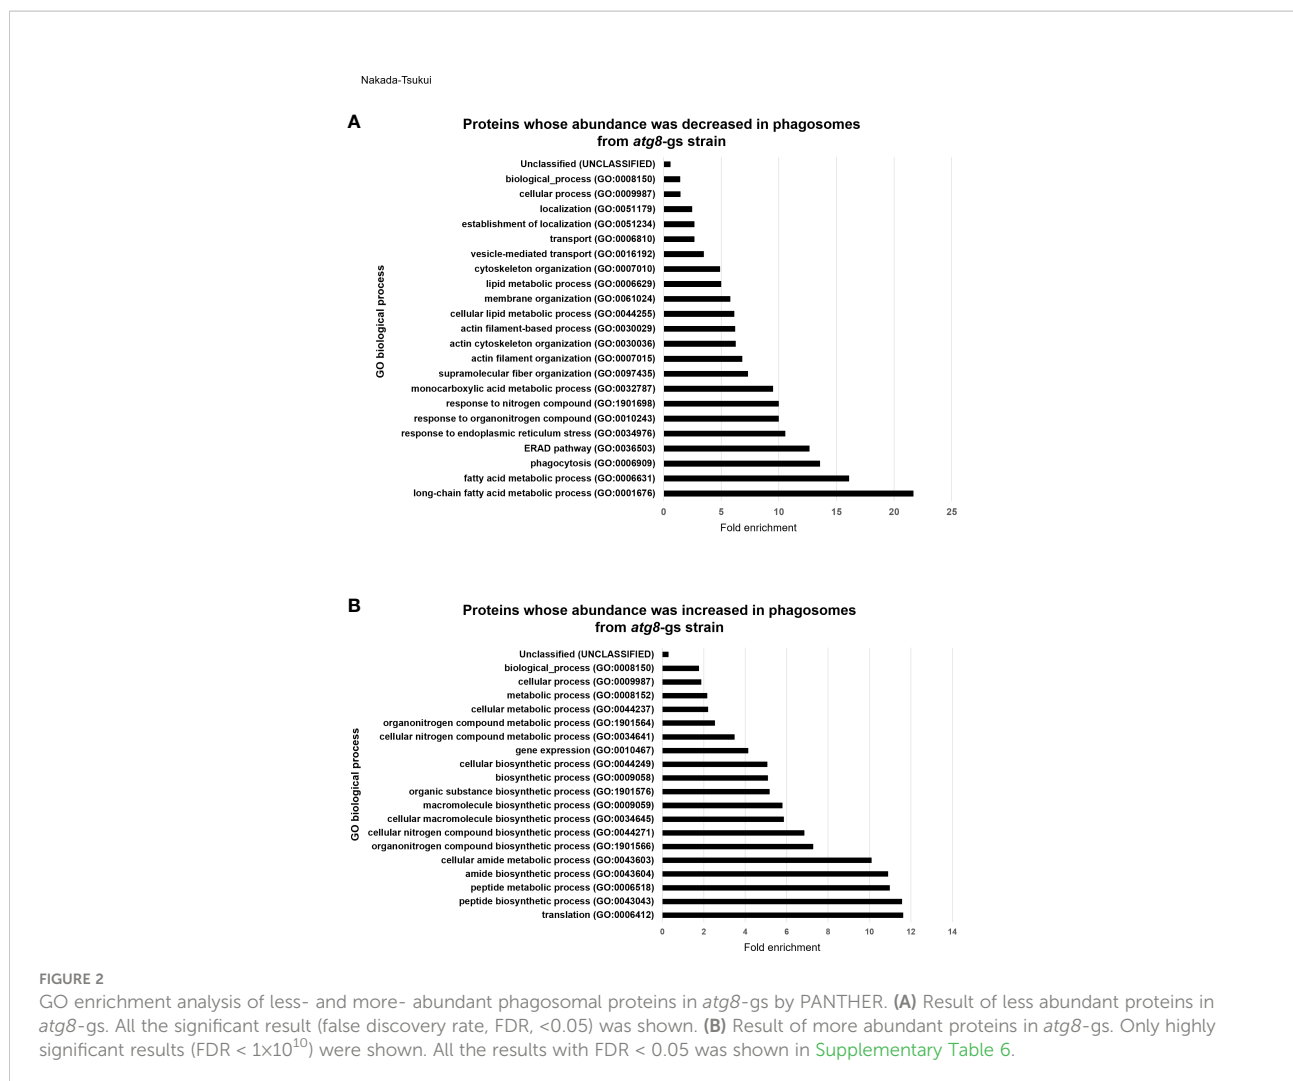 Nakada-Tsukui
A
Proteins whose abundance was decreased in phagosomes
from atg8-gs strain
GO biological process
Unclassified (UNCLASSIFIED)
biological_process (GO:0008150)
cellular process (GO:0009987)
localization (GO:0051179)
establishment of localization (GO:0051234)
transport (GO:0006810)
vesicle-mediated transport (GO:0016192)
cytoskeleton organization (GO:0007010)
lipid metabolic process (GO:0006629)
membrane organization (GO:0061024)
cellular lipid metabolic process (GO:0044255)
actin filament-based process (GO:0030029)
actin cytoskeleton organization (GO:0030036)
actin filament organization (GO:0007015)
supramolecular fiber organization (GO:0097435)
monocarboxylic acid metabolic process (GO:0032787)
response to nitrogen compound (GO:1901698)
response to organonitrogen compound (GO:0010243)
response to endoplasmic reticulum stress (GO:0034976)
ERAD pathway (GO:0036503)
phagocytosis (GO:0006909)
fatty acid metabolic process (GO:0006631)
long-chain fatty acid metabolic process (GO:0001676)
0 5 10 15 20 25
Fold enrichment
B
Proteins whose abundance was increased in phagosomes
from atg8-gs strain
GO biological process
Unclassified (UNCLASSIFIED)
biological_process (GO:0008150)
cellular process (GO:0009987)
metabolic process (GO:0008152)
cellular metabolic process (GO:0044237)
organonitrogen compound metabolic process (GO:1901564)
cellular nitrogen compound metabolic process (GO:0034641)
gene expression (GO:0010467)
cellular biosynthetic process (GO:0044249)
biosynthetic process (GO:0009058)
organic substance biosynthetic process (GO:1901576)
macromolecule biosynthetic process (GO:0009059)
cellular macromolecule biosynthetic process (GO:0034645)
cellular nitrogen compound biosynthetic process (GO:0044271)
organonitrogen compound biosynthetic process (GO:1901566)
cellular amide metabolic process (GO:0043603)
amide biosynthetic process (GO:0043604)
peptide metabolic process (GO:0006518)
peptide biosynthetic process (GO:0043043)
translation (GO:0006412)
0 2 4 6 8 10 12 14
Fold enrichment
FIGURE 2
GO enrichment analysis of less- and more- abundant phagosomal proteins in atg8-gs by PANTHER. (A) Result of less abundant proteins in
atg8-gs. All the significant result (false discovery rate, FDR, <0.05) was shown. (B) Result of more abundant proteins in atg8-gs. Only highly
significant results (FDR < 1x10¹⁰) were shown. All the results with FDR < 0.05 was shown in Supplementary Table 6.